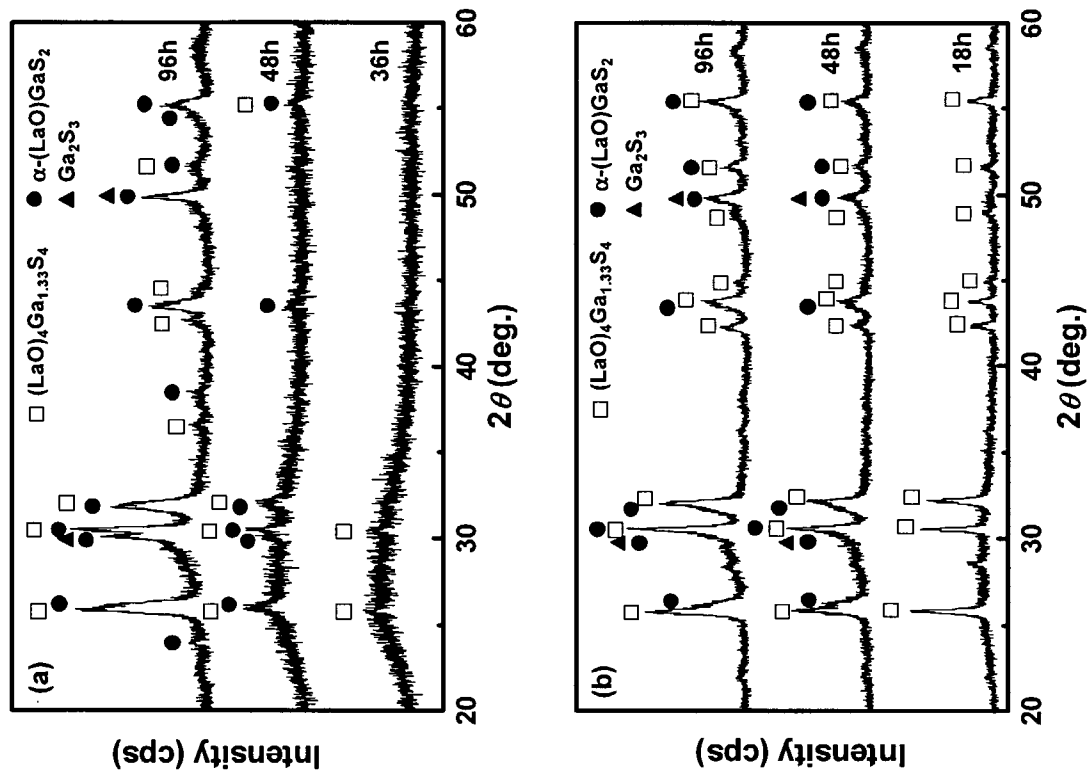 (a)
□ (LaO)₄Ga₁.₃₃S₄ ● α-(LaO)GaS₂
▲ Ga₂S₃
96h
48h
36h
20 30 40 50 60
2θ (deg.)
Intensity (cps)
(b)
□ (LaO)₄Ga₁.₃₃S₄ ● α-(LaO)GaS₂
▲ Ga₂S₃
96h
48h
18h
20 30 40 50 60
2θ (deg.)
Intensity (cps)